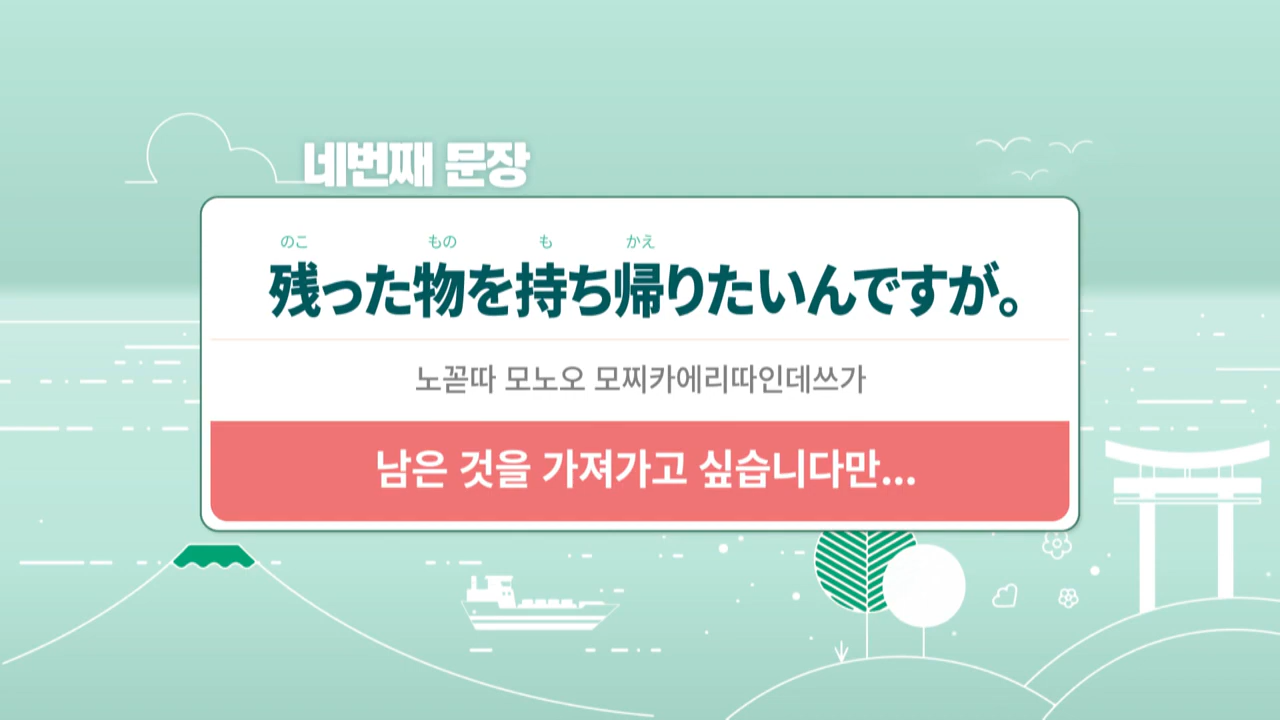 네번째 문장
のこ もの も かえ
残った物を持ち帰りたいんですが。
노꼳따 모노오 모찌카에리따인데쓰가
남은 것을 가져가고 싶습니다만...